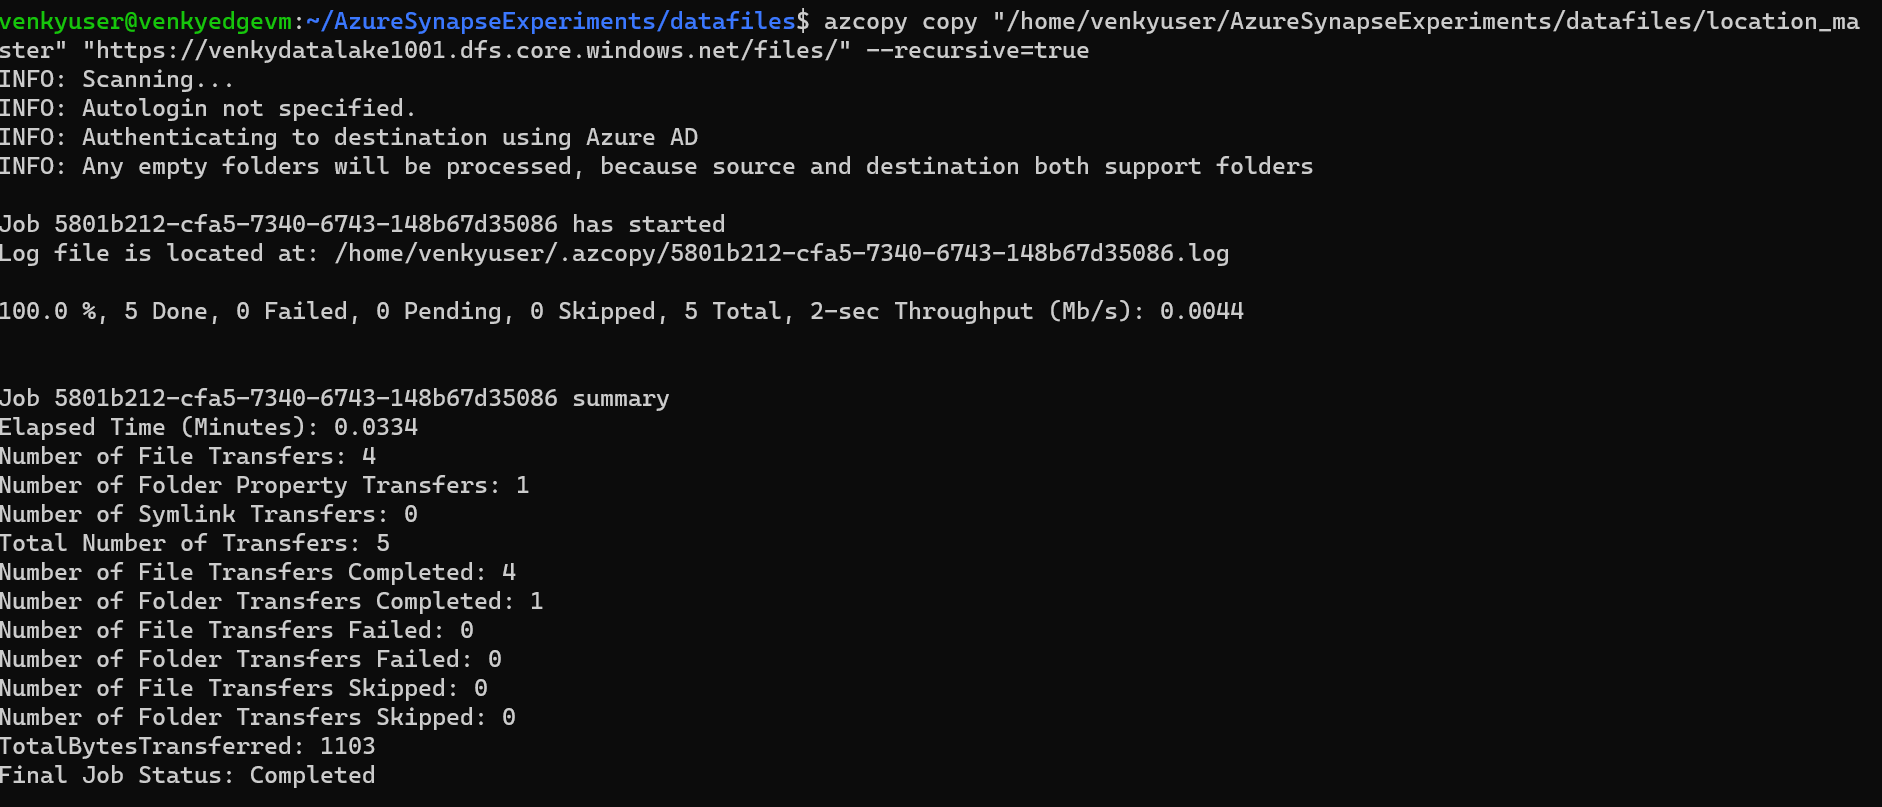 venkyuser@venkyedgevm:~/AzureSynapseExperiments/datafiles$ azcopy copy "/home/venkyuser/AzureSynapseExperiments/datafiles/location_ma
ster" "https://venkydatalake1001.dfs.core.windows.net/files/" --recursive=true
INFO: Scanning...
INFO: Autologin not specified.
INFO: Authenticating to destination using Azure AD
INFO: Any empty folders will be processed, because source and destination both support folders
Job 5801b212-cfa5-7340-6743-148b67d35086 has started
Log file is located at: /home/venkyuser/.azcopy/5801b212-cfa5-7340-6743-148b67d35086.log
100.0 %, 5 Done, 0 Failed, 0 Pending, 0 Skipped, 5 Total, 2-sec Throughput (Mb/s): 0.0044
Job 5801b212-cfa5-7340-6743-148b67d35086 summary
Elapsed Time (Minutes): 0.0334
Number of File Transfers: 4
Number of Folder Property Transfers: 1
Number of Symlink Transfers: 0
Total Number of Transfers: 5
Number of File Transfers Completed: 4
Number of Folder Transfers Completed: 1
Number of File Transfers Failed: 0
Number of Folder Transfers Failed: 0
Number of File Transfers Skipped: 0
Number of Folder Transfers Skipped: 0
TotalBytesTransferred: 1103
Final Job Status: Completed